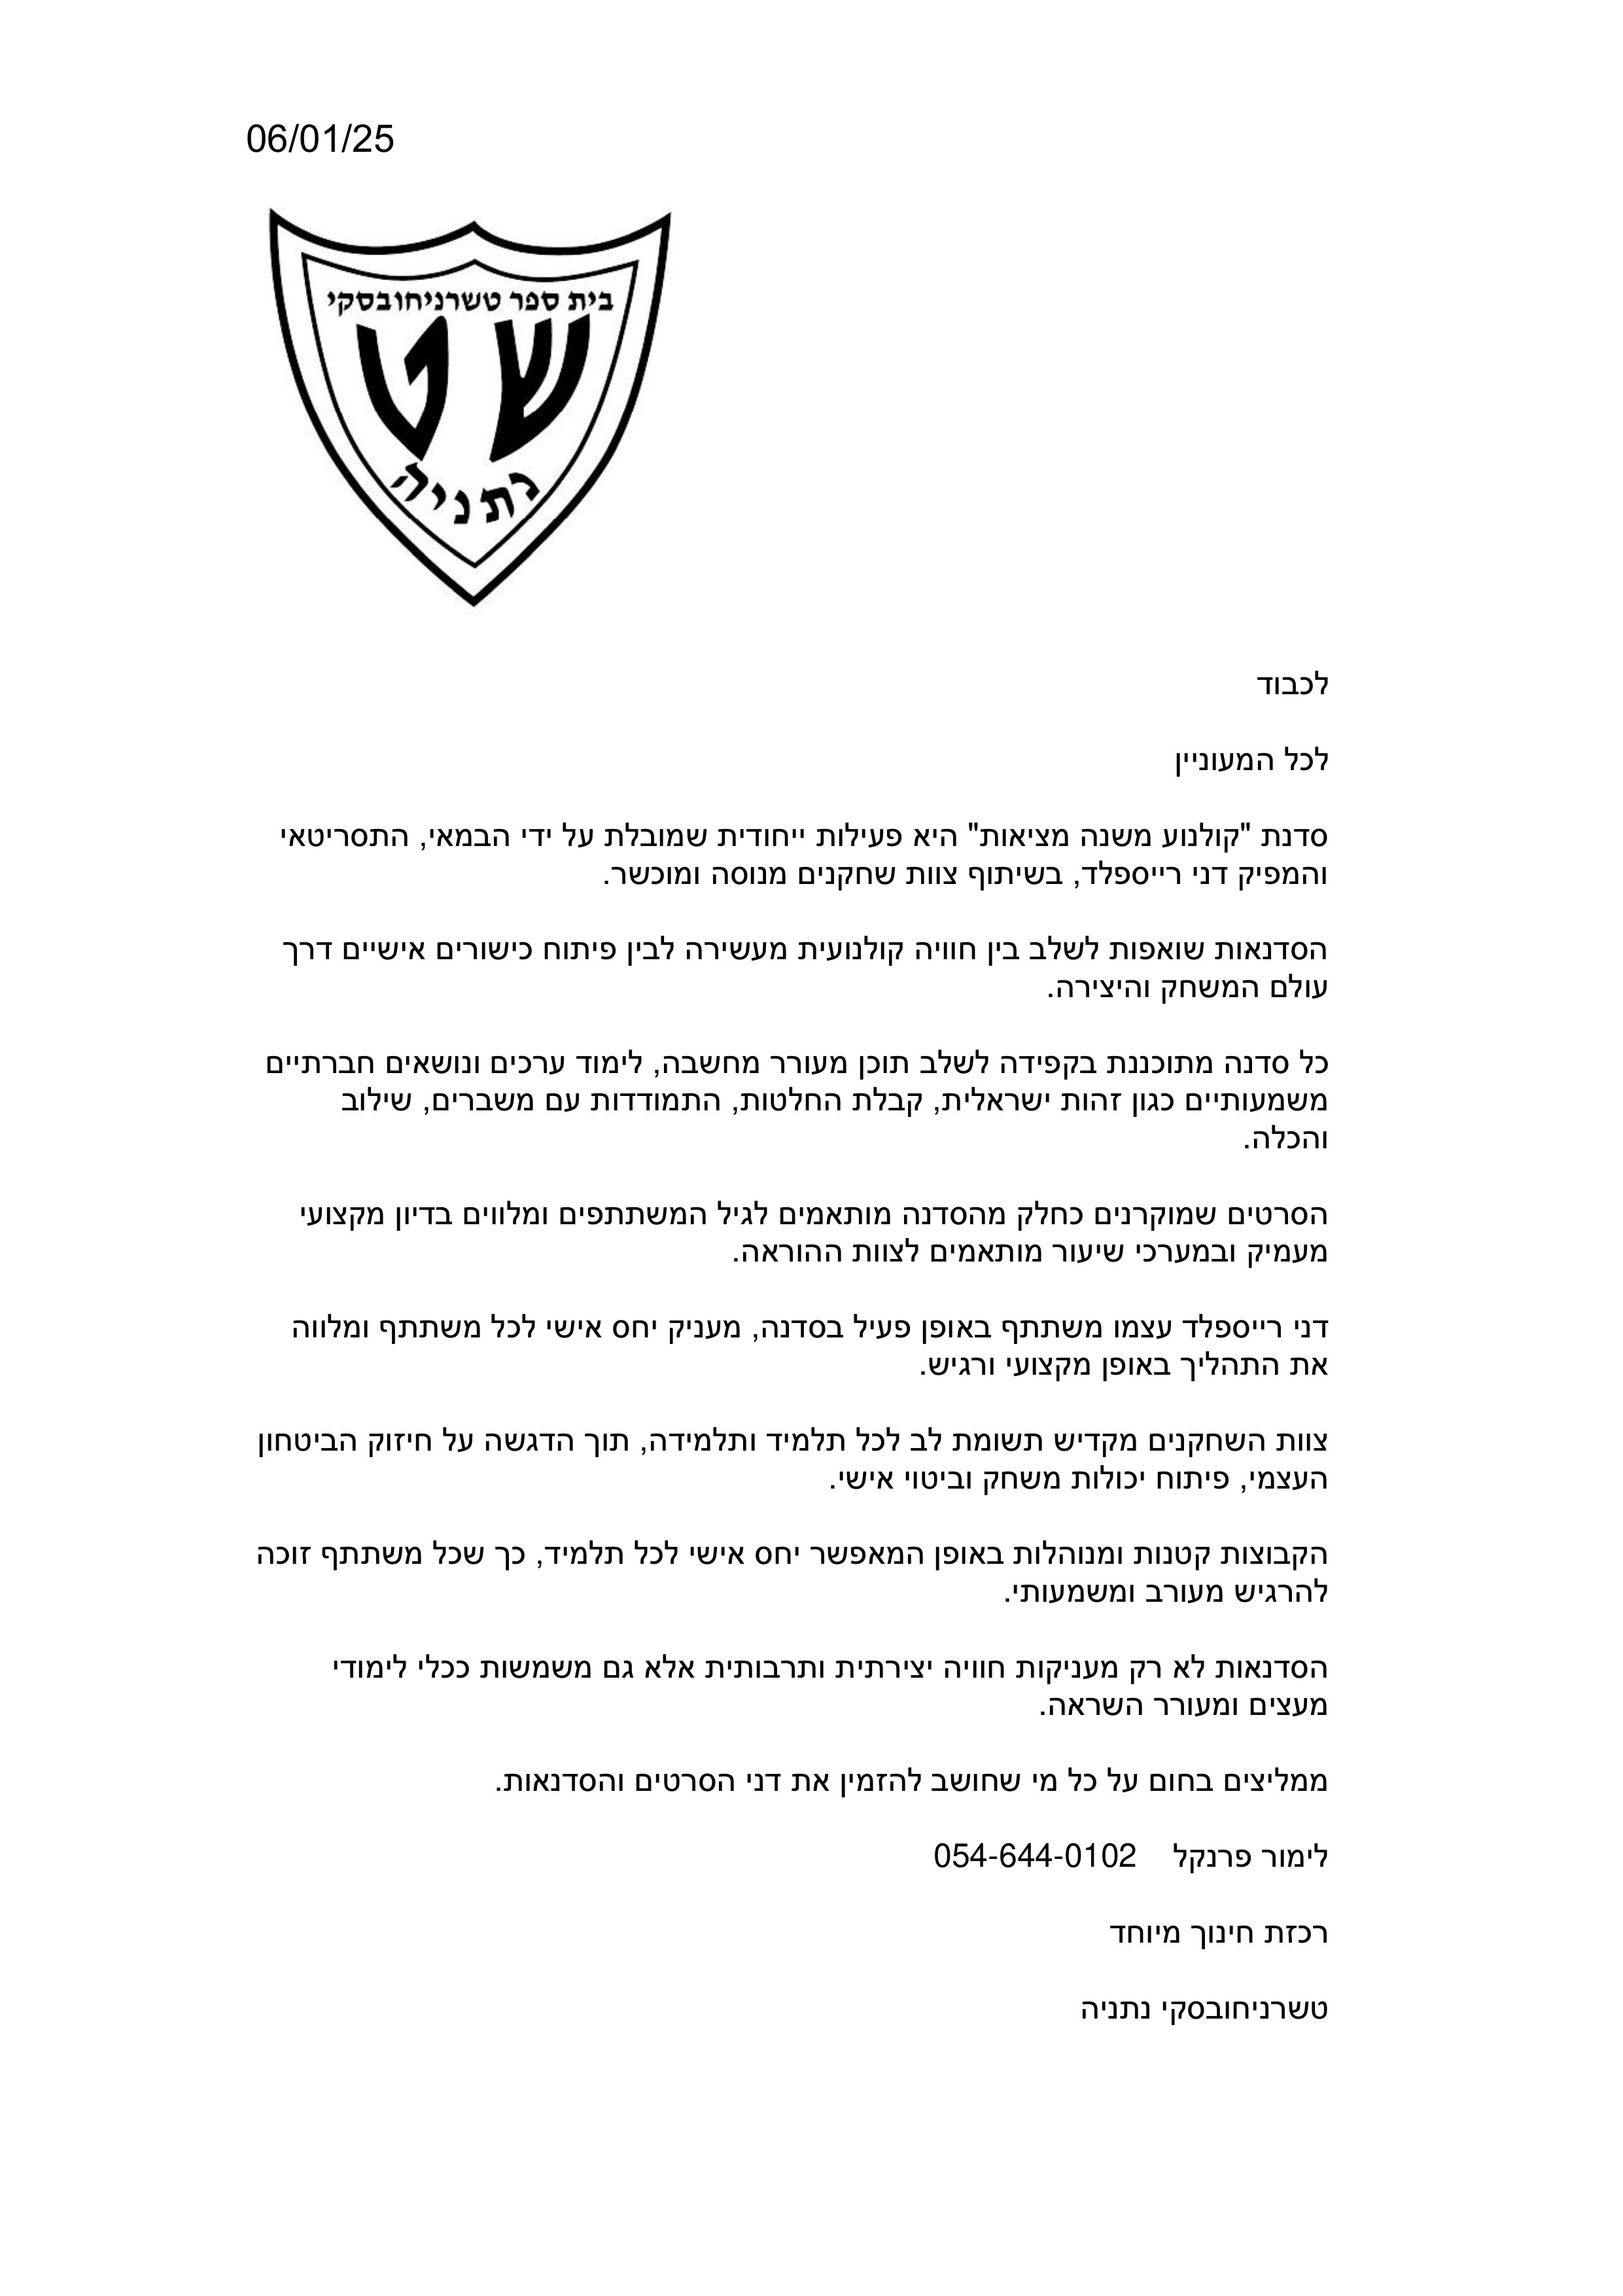 06/01/25
בית ספר טשרניחובסקי
ש ט
נתניה
לכבוד
לכל המעוניין
סדנת "קולנוע משנה מציאות" היא פעילות ייחודית שמובלת על ידי הבמאי, התסריטאי
והמפיק דני רייספלד, בשיתוף צוות שחקנים מנוסה ומוכשר.
הסדנאות שואפות לשלב בין חוויה קולנועית מעשירה לבין פיתוח כישורים אישיים דרך
עולם המשחק והיצירה.
כל סדנה מתוכננת בקפידה לשלב תוכן מעורר מחשבה, לימוד ערכים ונושאים חברתיים
משמעותיים כגון זהות ישראלית, קבלת החלטות, התמודדות עם משברים, שילוב
והכלה.
הסרטים שמוקרנים כחלק מהסדנה מותאמים לגיל המשתתפים ומלווים בדיון מקצועי
מעמיק ובמערכי שיעור מותאמים לצוות ההוראה.
דני רייספלד עצמו משתתף באופן פעיל בסדנה, מעניק יחס אישי לכל משתתף ומלווה
את התהליך באופן מקצועי ורגיש.
צוות השחקנים מקדיש תשומת לב לכל תלמיד ותלמידה, תוך הדגשה על חיזוק הביטחון
העצמי, פיתוח יכולות משחק וביטוי אישי.
הקבוצות קטנות ומנוהלות באופן המאפשר יחס אישי לכל תלמיד, כך שכל משתתף זוכה
להרגיש מעורב ומשמעותי.
הסדנאות לא רק מעניקות חוויה יצירתית ותרבותית אלא גם משמשות ככלי לימודי
מעצים ומעורר השראה.
ממליצים בחום על כל מי שחושב להזמין את דני הסרטים והסדנאות.
לימור פרנקל 054-644-0102
רכזת חינוך מיוחד
טשרניחובסקי נתניה